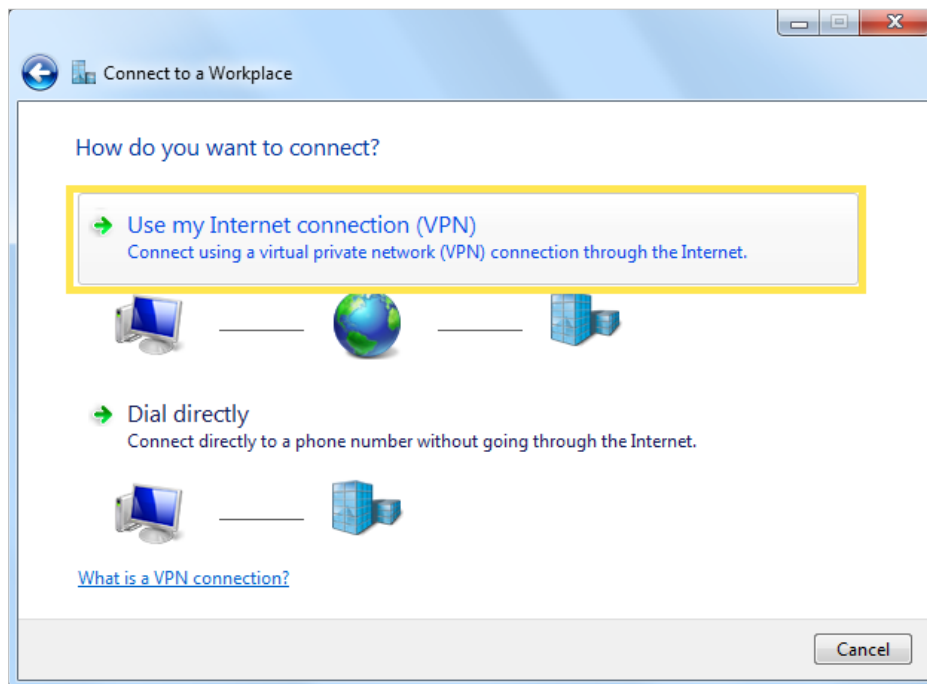 Connect to a Workplace
How do you want to connect?
Use my Internet connection (VPN)
Connect using a virtual private network (VPN) connection through the Internet.
Dial directly
Connect directly to a phone number without going through the Internet.
What is a VPN connection?
Cancel